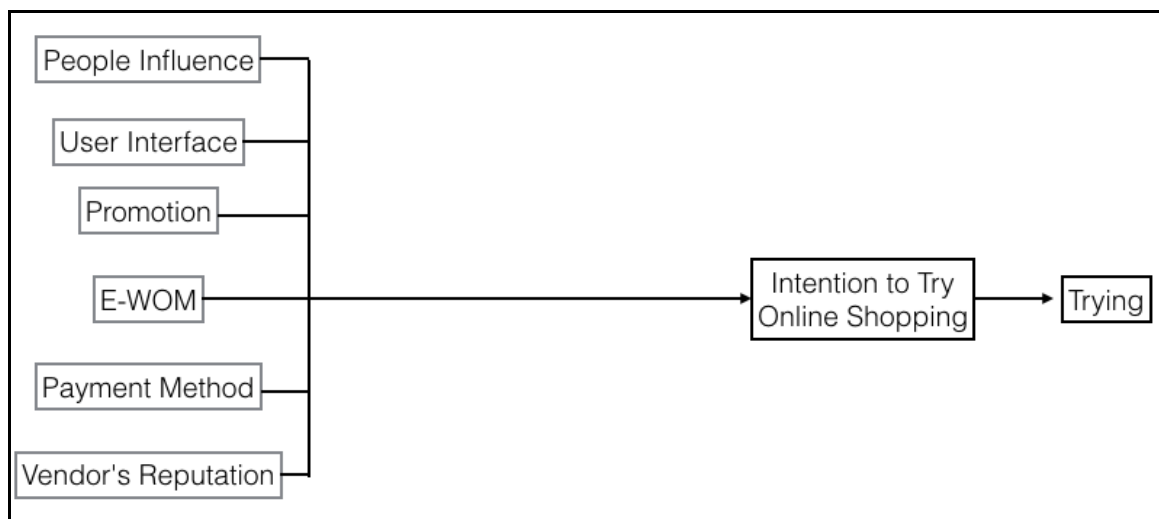 People Influence
User Interface
Promotion
E-WOM
Payment Method
Vendor's Reputation
Intention to Try
Online Shopping
Trying